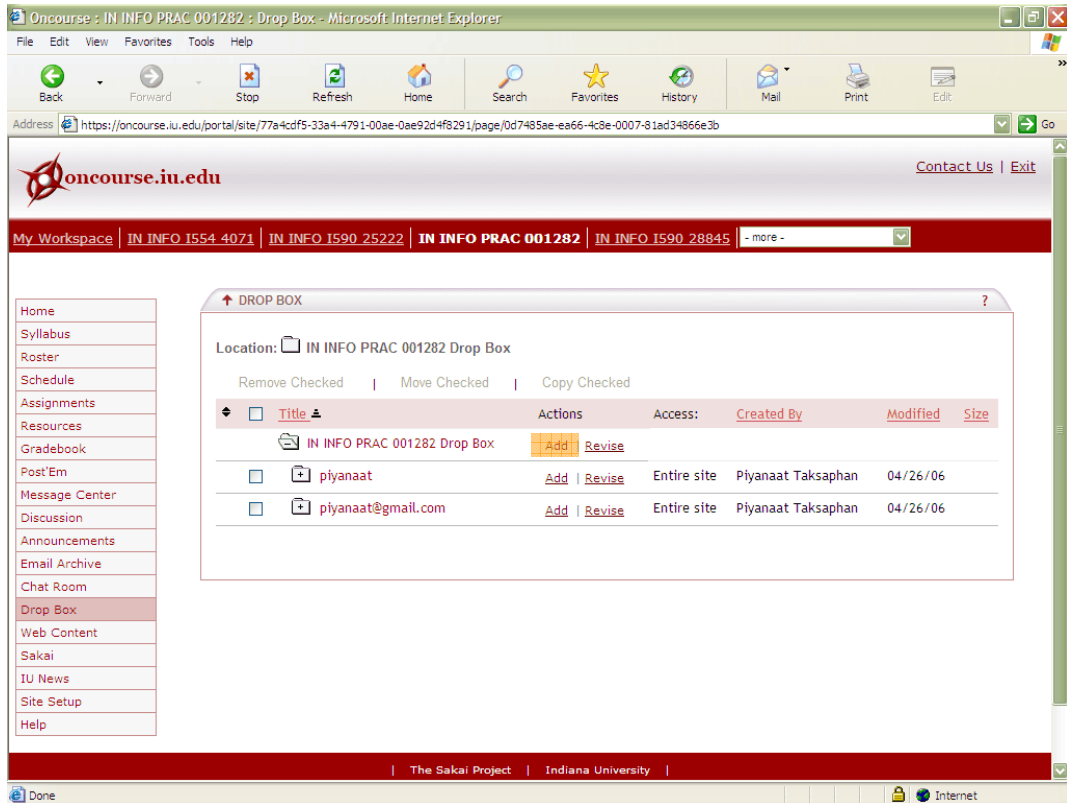 Oncourse : IN INFO PRAC 001282 : Drop Box - Microsoft Internet Explorer
File Edit View Favorites Tools Help
Back Forward Stop Refresh Home Search Favorites History Mail Print Edit »
Address https://oncourse.iu.edu/portal/site/77a4cdf5-33a4-4791-00ae-0ae92d4f8291/page/0d7485ae-ea66-4c8e-0007-81ad34866e3b Go
Contact Us | Exit
oncourse.iu.edu
My Workspace | IN INFO I554 4071 | IN INFO I590 25222 | IN INFO PRAC 001282 | IN INFO I590 28845 | - more -
Home
Syllabus
Roster
Schedule
Assignments
Resources
Gradebook
Post'Em
Message Center
Discussion
Announcements
Email Archive
Chat Room
Drop Box
Web Content
Sakai
IU News
Site Setup
Help
DROP BOX ?
Location: IN INFO PRAC 001282 Drop Box
Remove Checked | Move Checked | Copy Checked
Title Actions Access: Created By Modified Size
IN INFO PRAC 001282 Drop Box Add | Revise
piyanaat Add | Revise Entire site Piyanaat Taksaphan 04/26/06
piyanaat@gmail.com Add | Revise Entire site Piyanaat Taksaphan 04/26/06
| The Sakai Project | Indiana University |
Done Internet